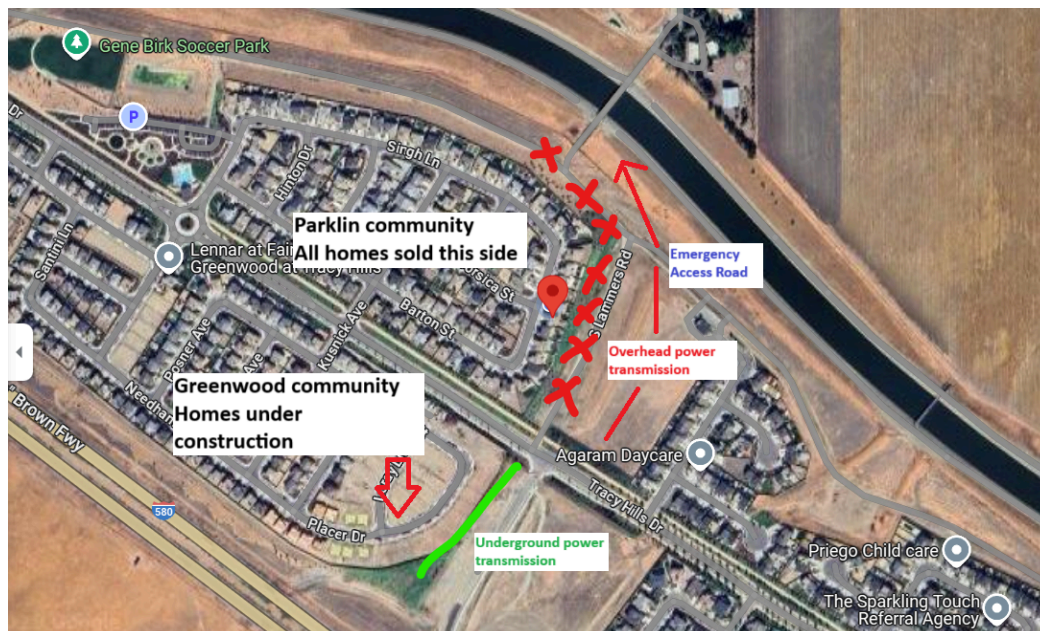 Gene Birk Soccer Park
P
Dr
Hinton Dr
Singh Ln
Santini Ln
Parklin community
All homes sold this side
Lennar at Fai
Greenwood at Tracy Hills
orsica St
Emergency
Access Road
S Lammers Rd
Barton St
Kusnick Ave
Posner Ave
Ave
Overhead power
transmission
Greenwood community
Homes under
construction
Needham
Brown Fwy
Agaram Daycare
Tracy Hills Dr
580
Placer Dr
Underground power
transmission
Priego Child care
The Sparkling Touch
Referral Agency